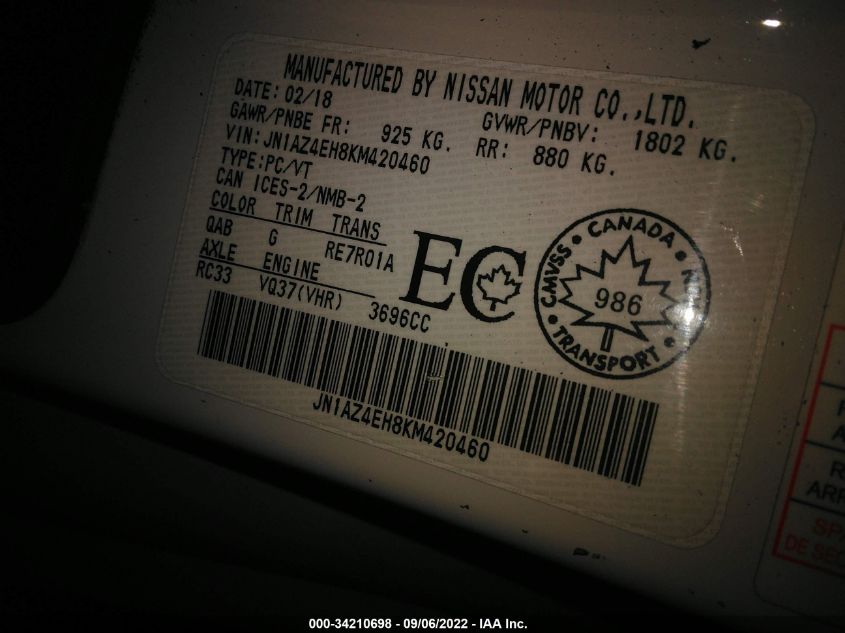 MANUFACTURED BY NISSAN MOTOR CO.,LTD.
DATE: 02/18 GVWR/PNBV: 1802 KG.
GAWR/PNBE FR: 925 KG. RR: 880 KG.
VIN: JN1AZ4EH8KM420460
TYPE:PC/VT
CAN ICES-2/NMB-2
COLOR TRIM TRANS
QAB G RE7R01A
AXLE ENGINE
RC33 VQ37(VHR) 3696CC
EC
CMVSS • CANADA
986
TRANSPORT
JN1AZ4EH8KM420460
DE
000-34210698 - 09/06/2022 - IAA Inc.